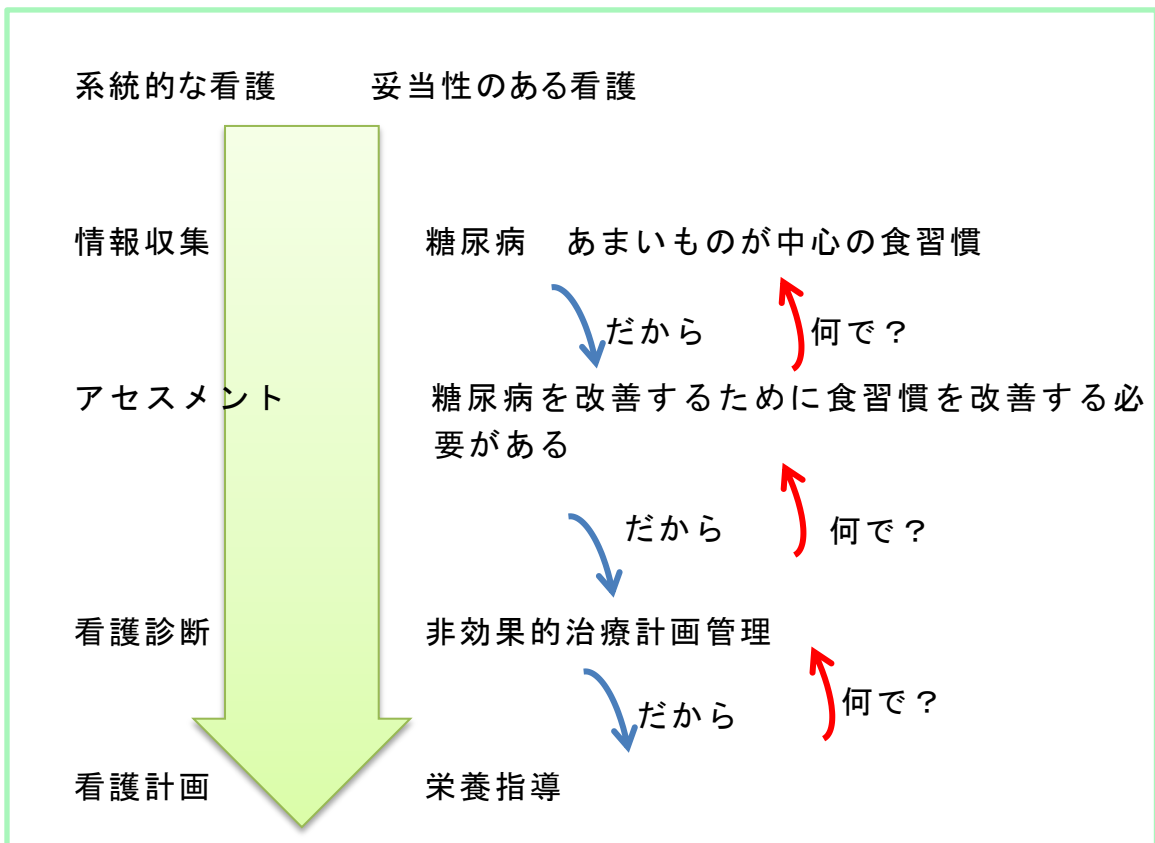 系統的な看護　妥当性のある看護
情報収集　糖尿病　あまいものが中心の食習慣
だから　何で？
アセスメント　糖尿病を改善するために食習慣を改善する必
要がある
だから　何で？
看護診断　非効果的治療計画管理
だから　何で？
看護計画　栄養指導